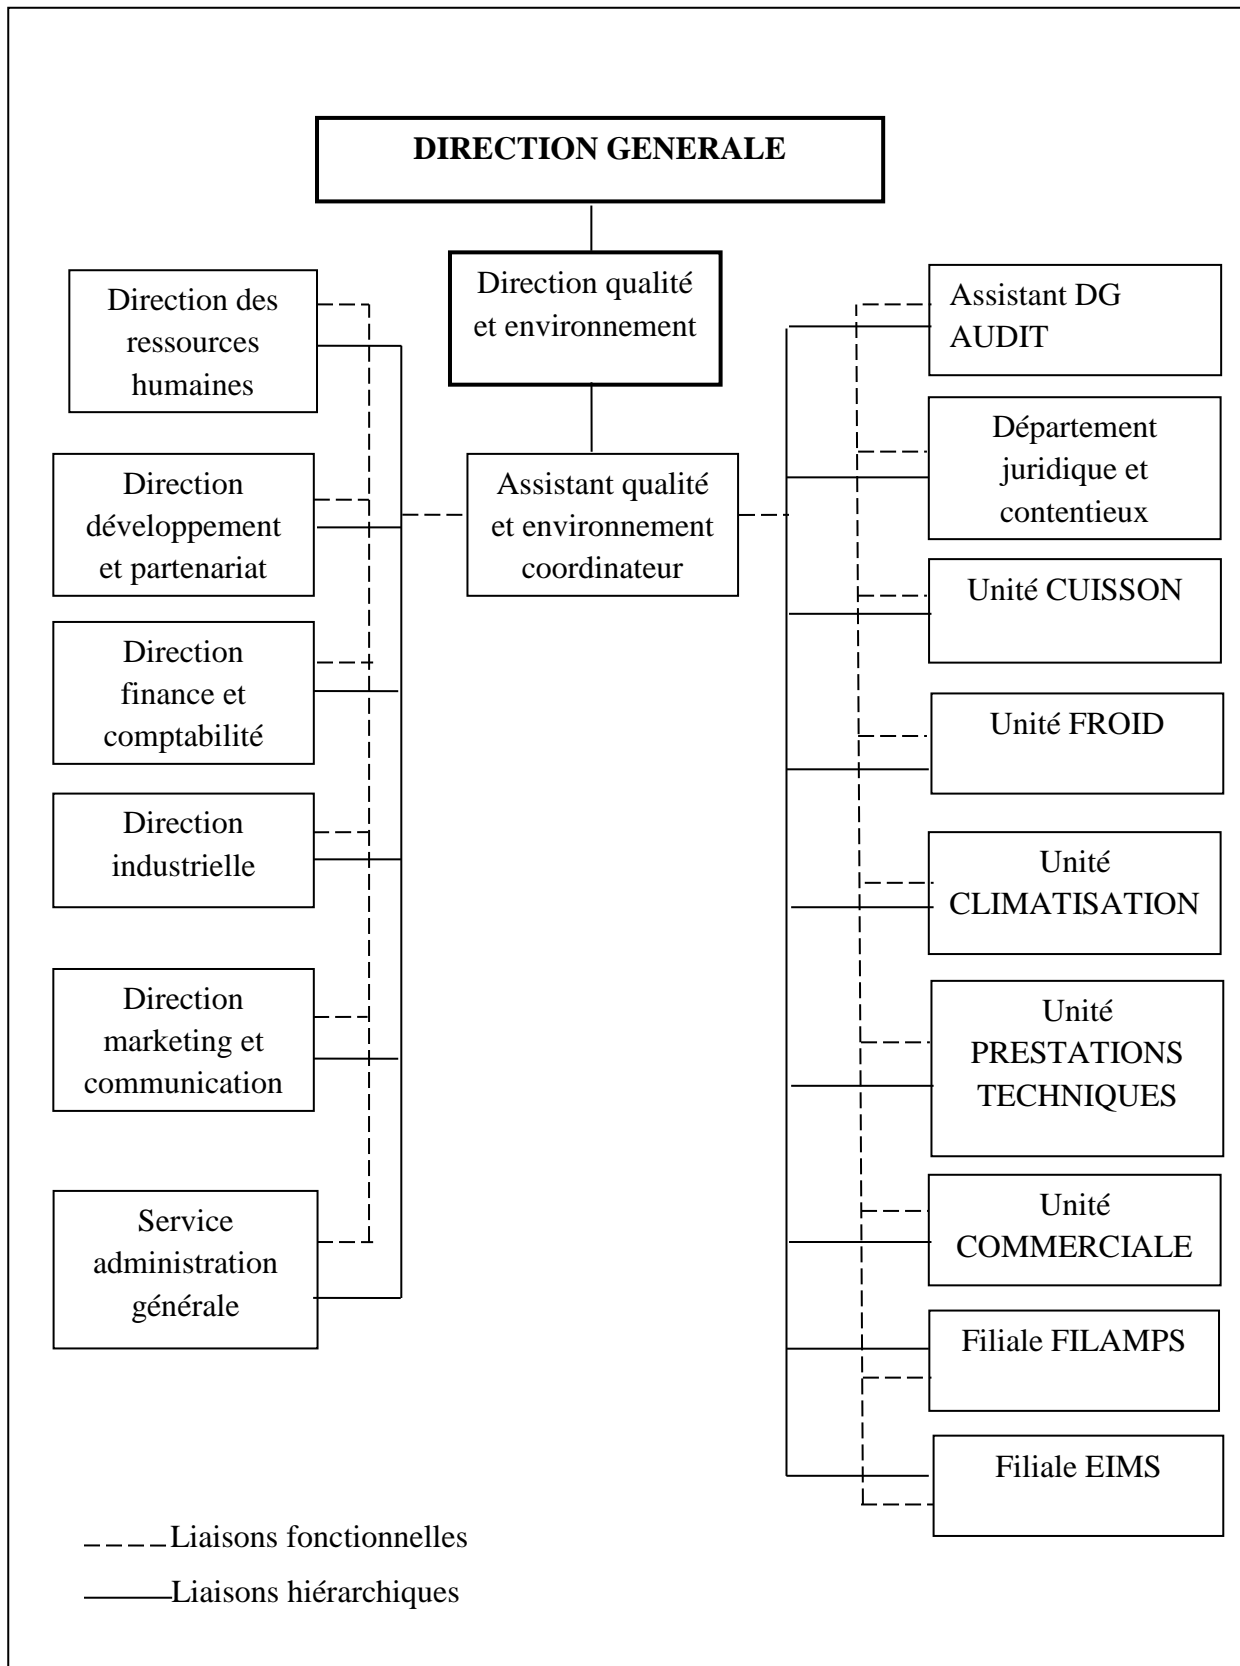 DIRECTION GENERALE
Direction qualité
et environnement
Assistant qualité
et environnement
coordinateur
Direction des
ressources
humaines
Direction
développement
et partenariat
Direction
finance et
comptabilité
Direction
industrielle
Direction
marketing et
communication
Service
administration
générale
Assistant DG
AUDIT
Département
juridique et
contentieux
Unité CUISSON
Unité FROID
Unité
CLIMATISATION
Unité
PRESTATIONS
TECHNIQUES
Unité
COMMERCIALE
Filiale FILAMPS
Filiale EIMS
Liaisons fonctionnelles
Liaisons hiérarchiques